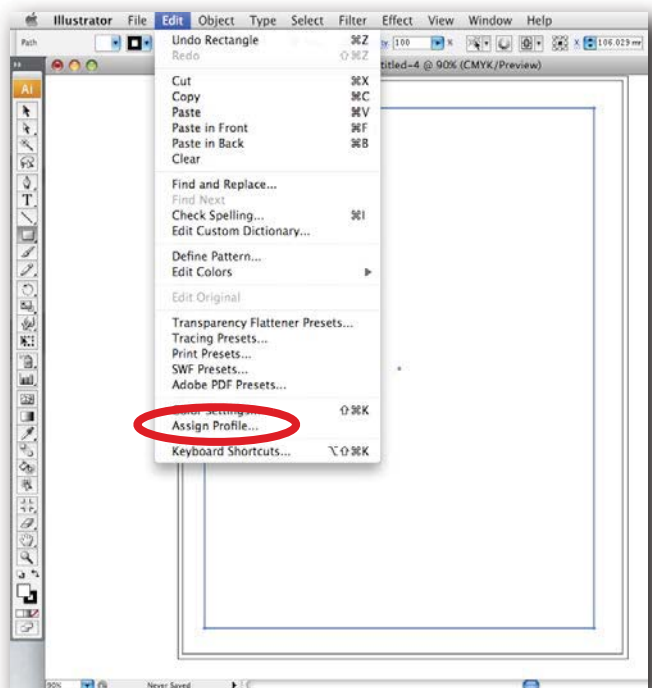 Illustrator File Edit Object Type Select Filter Effect View Window Help
Path 100 X 106.029 mm
titled-4 @ 90% (CMYK/Preview)
Ai
T
Undo Rectangle ⌘Z
Redo ⇧⌘Z
Cut ⌘X
Copy ⌘C
Paste ⌘V
Paste in Front ⌘F
Paste in Back ⌘B
Clear
Find and Replace...
Find Next
Check Spelling... ⌘I
Edit Custom Dictionary...
Define Pattern...
Edit Colors
Edit Original
Transparency Flattener Presets...
Tracing Presets...
Print Presets...
SWF Presets...
Adobe PDF Presets...
Color Settings... ⇧⌘K
Assign Profile...
Keyboard Shortcuts... ⌥⇧⌘K
90% Never Saved